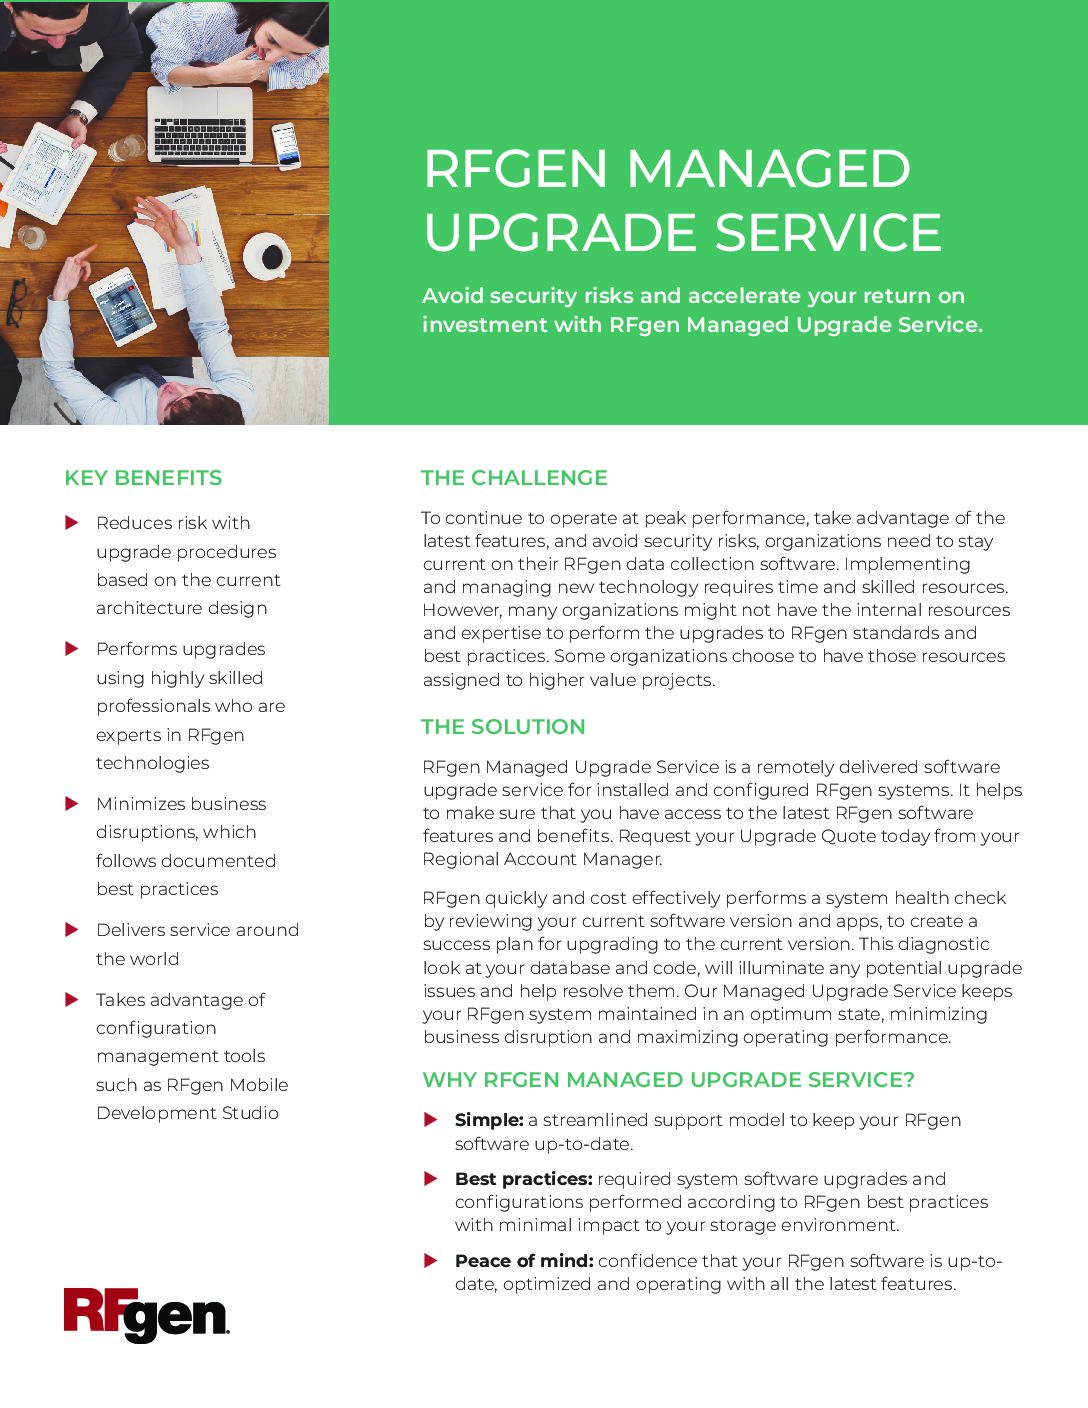 RFGEN MANAGED
UPGRADE SERVICE
Avoid security risks and accelerate your return on
investment with RFgen Managed Upgrade Service.
KEY BENEFITS
Reduces risk with
upgrade procedures
based on the current
architecture design
Performs upgrades
using highly skilled
professionals who are
experts in RFgen
technologies
Minimizes business
disruptions, which
follows documented
best practices
Delivers service around
the world
Takes advantage of
configuration
management tools
such as RFgen Mobile
Development Studio
THE CHALLENGE
To continue to operate at peak performance, take advantage of the
latest features, and avoid security risks, organizations need to stay
current on their RFgen data collection software. Implementing
and managing new technology requires time and skilled resources.
However, many organizations might not have the internal resources
and expertise to perform the upgrades to RFgen standards and
best practices. Some organizations choose to have those resources
assigned to higher value projects.
THE SOLUTION
RFgen Managed Upgrade Service is a remotely delivered software
upgrade service for installed and configured RFgen systems. It helps
to make sure that you have access to the latest RFgen software
features and benefits. Request your Upgrade Quote today from your
Regional Account Manager.
RFgen quickly and cost effectively performs a system health check
by reviewing your current software version and apps, to create a
success plan for upgrading to the current version. This diagnostic
look at your database and code, will illuminate any potential upgrade
issues and help resolve them. Our Managed Upgrade Service keeps
your RFgen system maintained in an optimum state, minimizing
business disruption and maximizing operating performance.
WHY RFGEN MANAGED UPGRADE SERVICE?
Simple: a streamlined support model to keep your RFgen
software up-to-date.
Best practices: required system software upgrades and
configurations performed according to RFgen best practices
with minimal impact to your storage environment.
Peace of mind: confidence that your RFgen software is up-to-
date, optimized and operating with all the latest features.
RFgen.